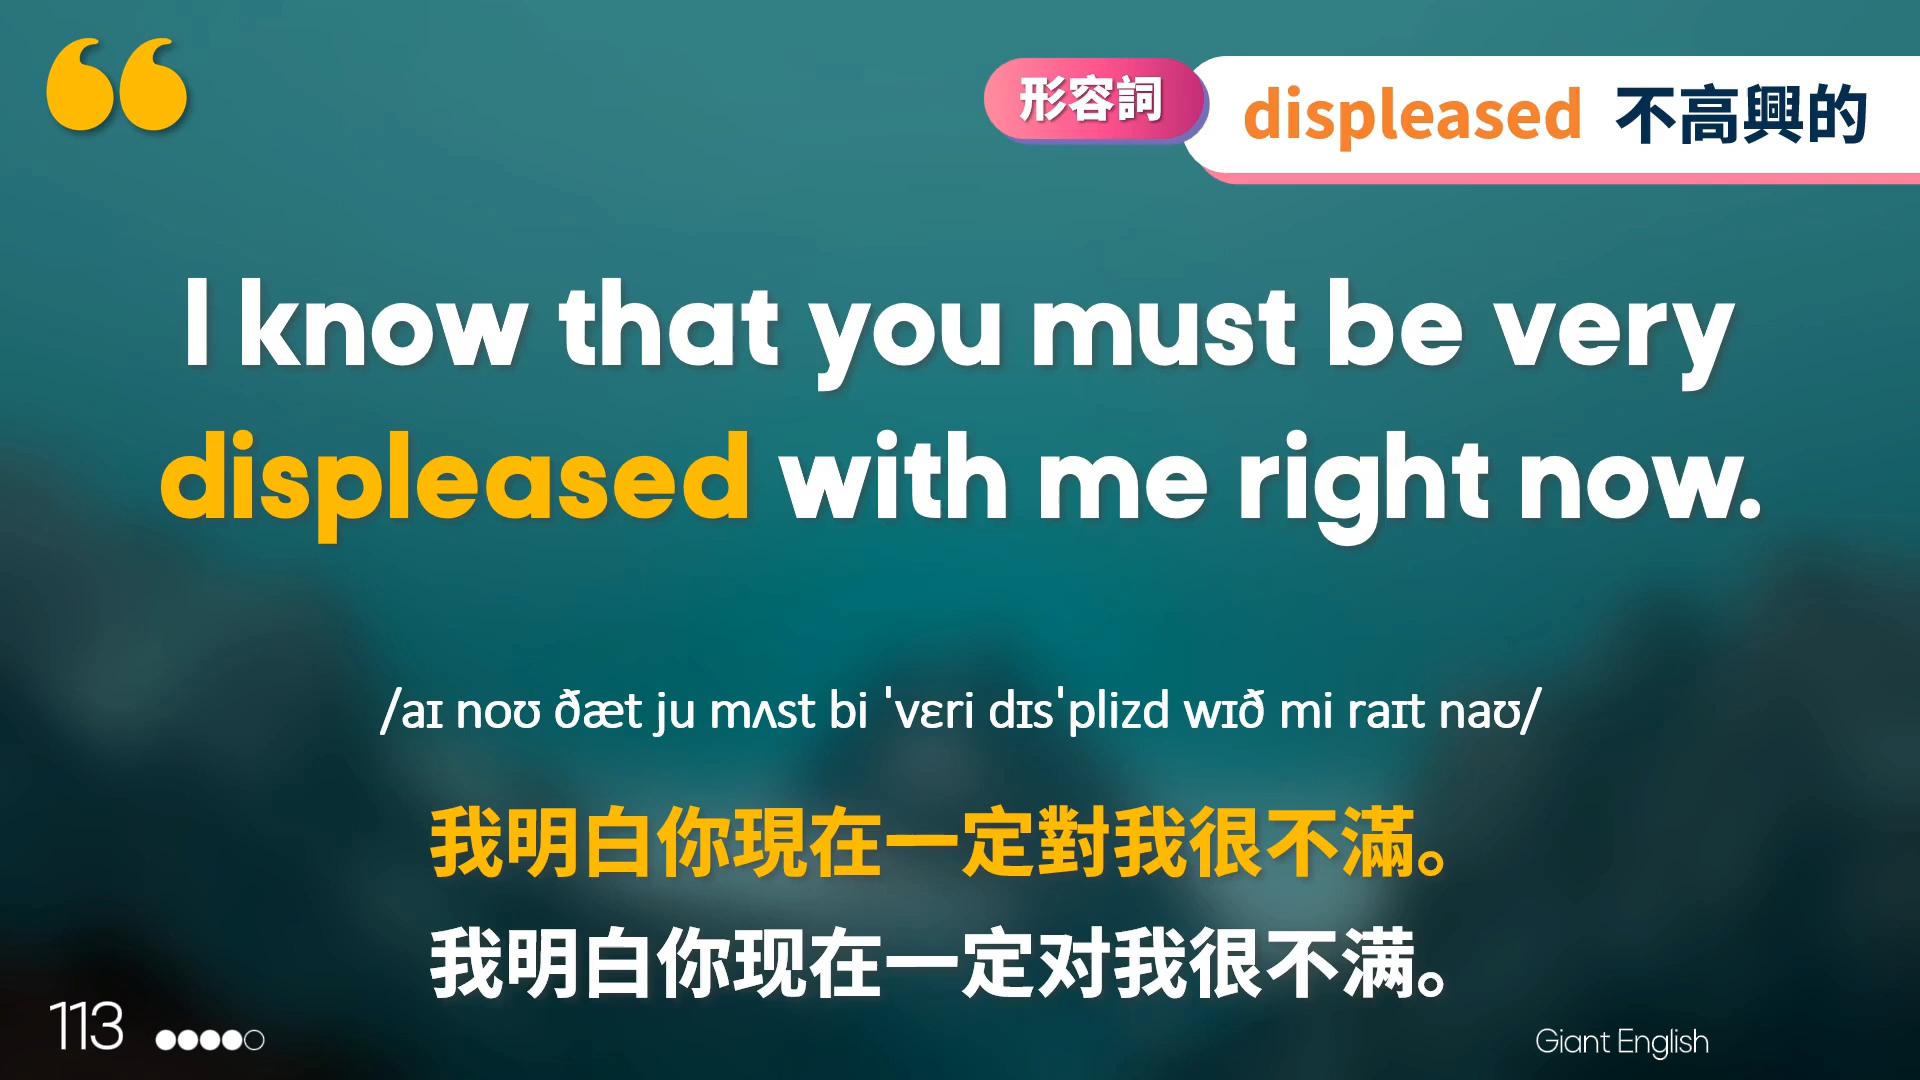 形容詞 displeased 不高興的
I know that you must be very
displeased with me right now.
/aɪ noʊ ðæt ju mʌst bi ˈvɛri dɪsˈplizd wɪð mi raɪt naʊ/
我明白你現在一定對我很不滿。
我明白你现在一定对我很不满。
113
Giant English